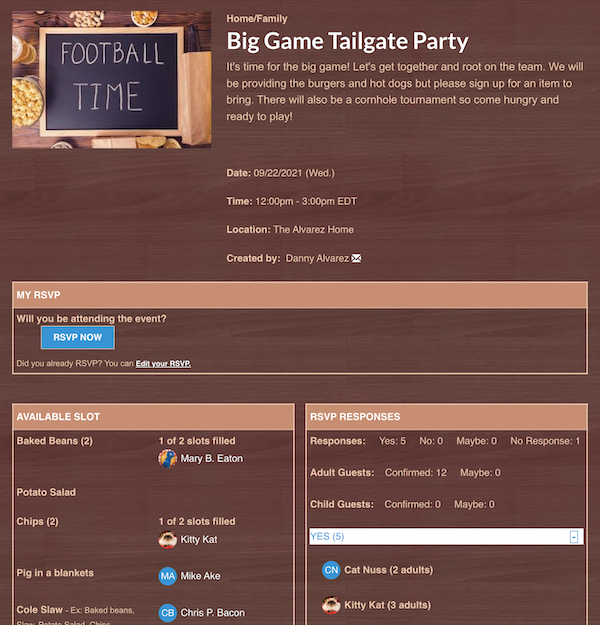 FOOTBALL
TIME
Home/Family
Big Game Tailgate Party
It's time for the big game! Let's get together and root on the team. We will
be providing the burgers and hot dogs but please sign up for an item to
bring. There will also be a cornhole tournament so come hungry and
ready to play!
Date: 09/22/2021 (Wed.)
Time: 12:00pm - 3:00pm EDT
Location: The Alvarez Home
Created by: Danny Alvarez
MY RSVP
Will you be attending the event?
RSVP NOW
Did you already RSVP? You can Edit your RSVP.
AVAILABLE SLOT
Baked Beans (2) 1 of 2 slots filled
Mary B. Eaton
Potato Salad
Chips (2) 1 of 2 slots filled
Kitty Kat
Pig in a blankets MA Mike Ake
Cole Slaw - Ex: Baked beans, CB Chris P. Bacon
Slaw, Potato Salad, Chips
RSVP RESPONSES
Responses: Yes: 5 No: 0 Maybe: 0 No Response: 1
Adult Guests: Confirmed: 12 Maybe: 0
Child Guests: Confirmed: 0 Maybe: 0
YES (5) -
CN Cat Nuss (2 adults)
Kitty Kat (3 adults)